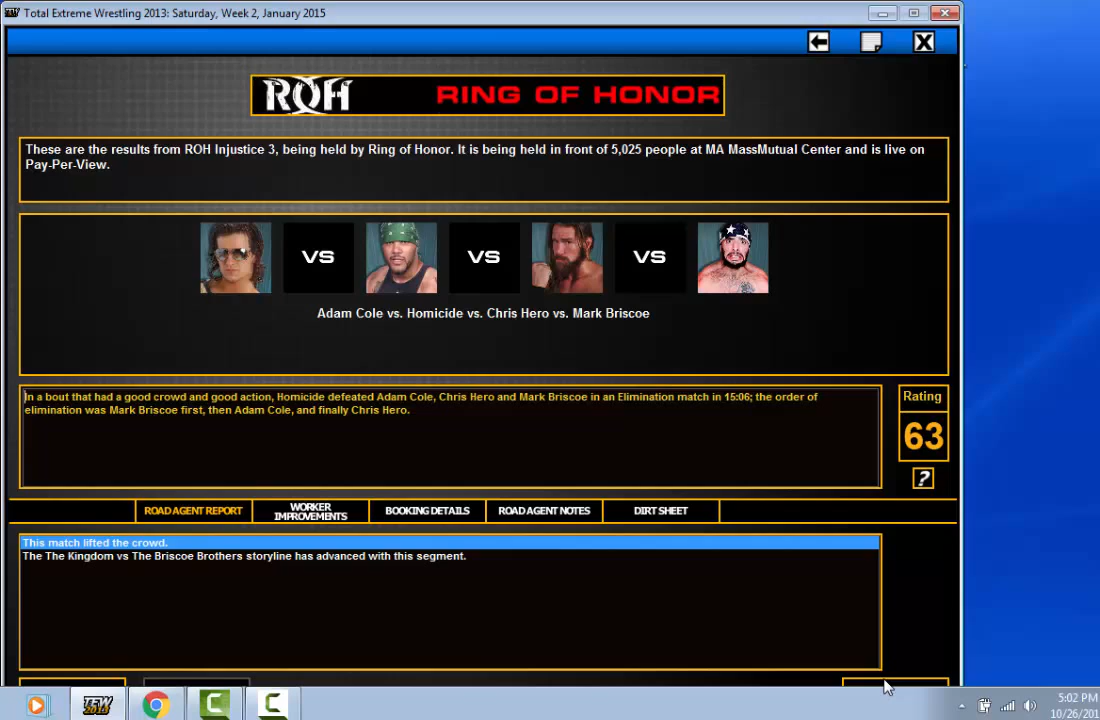 Total Extreme Wrestling 2013: Saturday, Week 2, January 2015
ROH RING OF HONOR
These are the results from ROH Injustice 3, being held by Ring of Honor. It is being held in front of 5,025 people at MA MassMutual Center and is live on
Pay-Per-View.
VS VS VS
Adam Cole vs. Homicide vs. Chris Hero vs. Mark Briscoe
In a bout that had a good crowd and good action, Homicide defeated Adam Cole, Chris Hero and Mark Briscoe in an Elimination match in 15:06; the order of
elimination was Mark Briscoe first, then Adam Cole, and finally Chris Hero.
Rating
63
?
ROAD AGENT REPORT WORKER IMPROVEMENTS BOOKING DETAILS ROAD AGENT NOTES DIRT SHEET
This match lifted the crowd.
The The Kingdom vs The Briscoe Brothers storyline has advanced with this segment.
TEW 2013
5:02 PM
10/26/201